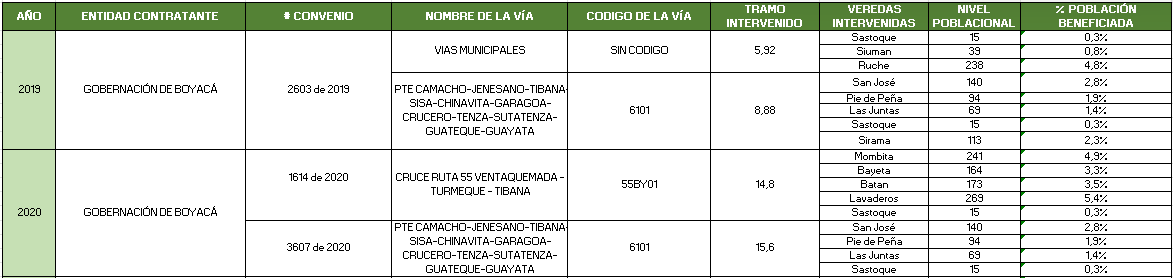 AÑO ENTIDAD CONTRATANTE # CONVENIO NOMBRE DE LA VÍA CODIGO DE LA VÍA TRAMO INTERVENIDO VEREDAS INTERVENIDAS NIVEL POBLACIONAL % POBLACIÓN BENEFICIADA
2019 GOBERNACIÓN DE BOYACÁ 2603 de 2019
VIAS MUNICIPALES SIN CODIGO 5,92
Sastoque 15 0,3%
Siuman 39 0,8%
Ruche 238 4,8%
PTE CAMACHO-JENESANO-TIBANA-
SISA-CHINAVITA-GARAGOA-
CRUCERO-TENZA-SUTATENZA-
GUATEQUE-GUAYATA
6101 8,88
San José 140 2,8%
Pie de Peña 94 1,9%
Las Juntas 69 1,4%
Sastoque 15 0,3%
Sirama 113 2,3%
2020 GOBERNACIÓN DE BOYACÁ
1614 de 2020
CRUCE RUTA 55 VENTAQUEMADA -
TURMEQUE - TIBANA
55BY01 14,8
Mombita 241 4,9%
Bayeta 164 3,3%
Batan 173 3,5%
Lavaderos 269 5,4%
Sastoque 15 0,3%
3607 de 2020
PTE CAMACHO-JENESANO-TIBANA-
SISA-CHINAVITA-GARAGOA-
CRUCERO-TENZA-SUTATENZA-
GUATEQUE-GUAYATA
6101 15,6
San José 140 2,8%
Pie de Peña 94 1,9%
Las Juntas 69 1,4%
Sastoque 15 0,3%